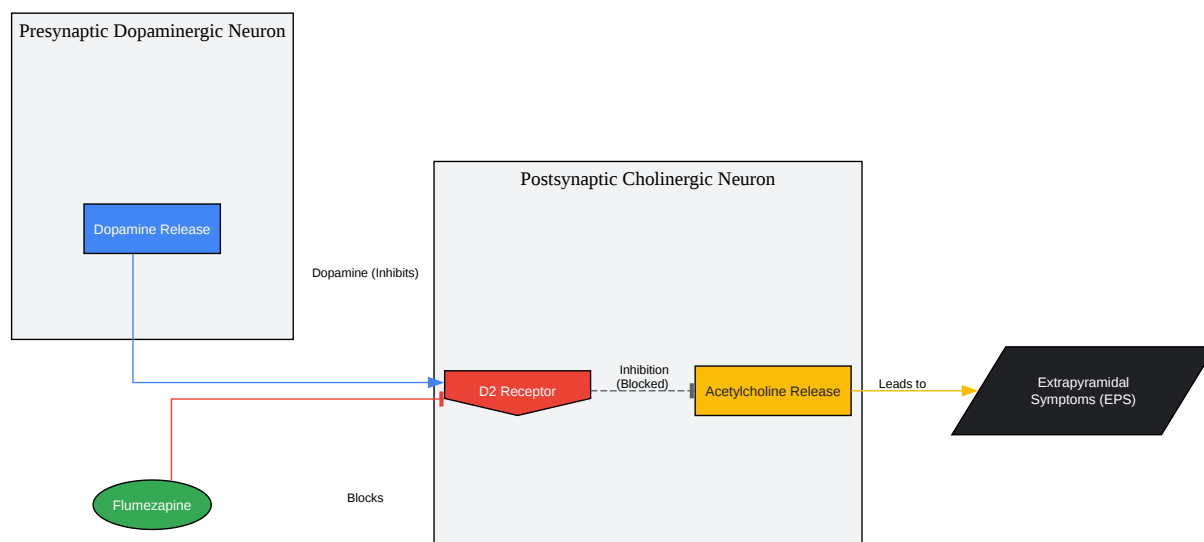 Presynaptic Dopaminergic Neuron
Postsynaptic Cholinergic Neuron
Dopamine Release
Dopamine (Inhibits)
D2 Receptor
Inhibition
(Blocked)
Acetylcholine Release
Leads to
Extrapyramidal
Symptoms (EPS)
Flumezapine
Blocks